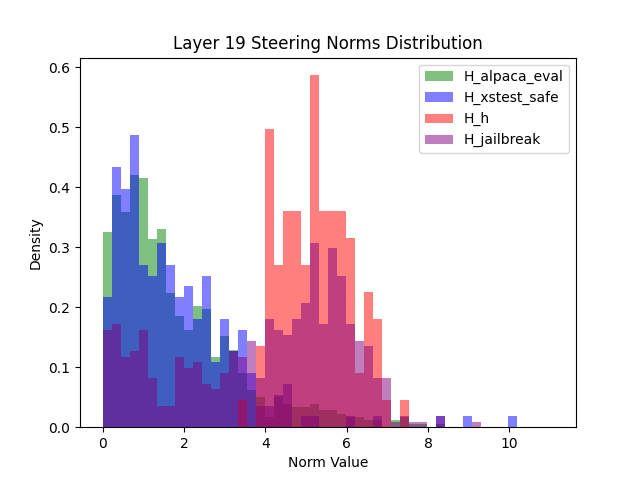 Layer 19 Steering Norms Distribution
H_alpaca_eval
H_xstest_safe
H_h
H_jailbreak
Density
0.6
0.5
0.4
0.3
0.2
0.1
0.0
0 2 4 6 8 10
Norm Value